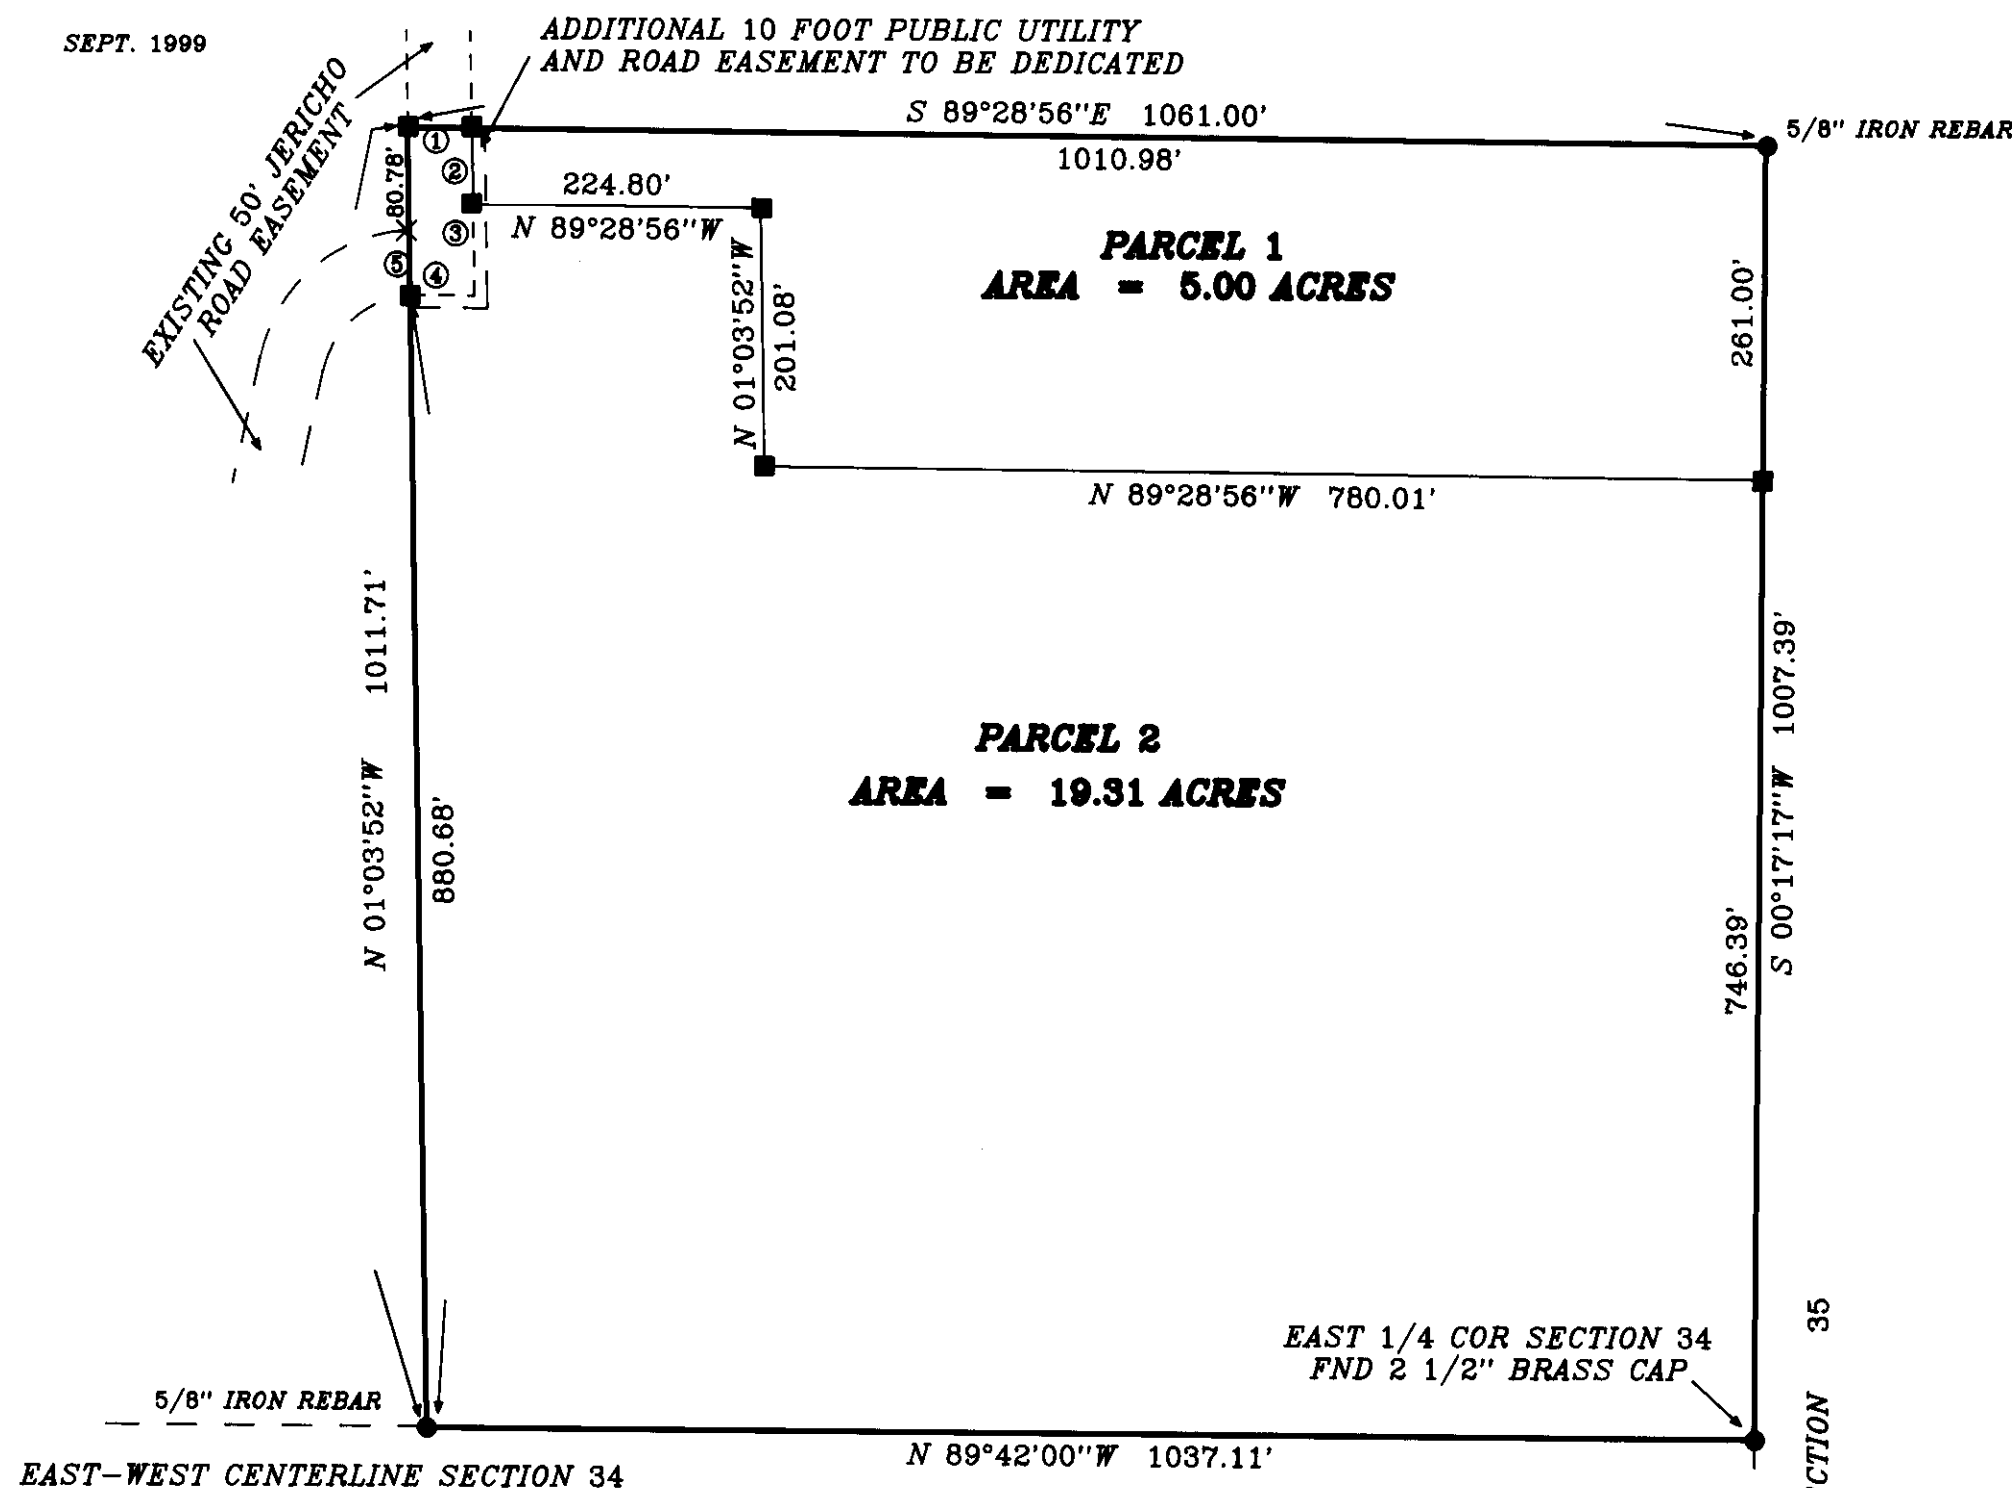 SEPT. 1999
ADDITIONAL 10 FOOT PUBLIC UTILITY
AND ROAD EASEMENT TO BE DEDICATED
S 89°28'56"E 1061.00'
5/8" IRON REBAR
1010.98'
EXISTING 50' JERICHO
ROAD EASEMENT
80.78'
①
②
③
④
⑤
224.80'
N 89°28'56"W
N 01°03'52"W
201.08'
PARCEL 1
AREA = 5.00 ACRES
261.00'
N 89°28'56"W 780.01'
N 01°03'52"W 1011.71'
880.68'
PARCEL 2
AREA = 19.31 ACRES
S 00°17'17"W 1007.39'
746.39'
EAST 1/4 COR SECTION 34
FND 2 1/2" BRASS CAP
5/8" IRON REBAR
N 89°42'00"W 1037.11'
EAST-WEST CENTERLINE SECTION 34
CTION 35